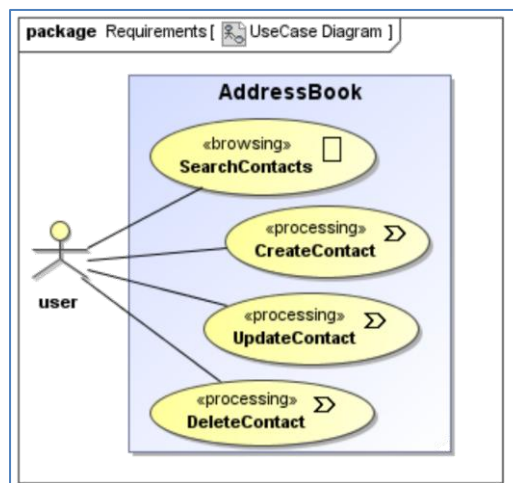 package Requirements [ UseCase Diagram ]
AddressBook
«browsing»
SearchContacts
«processing»
CreateContact
user
«processing»
UpdateContact
«processing»
DeleteContact